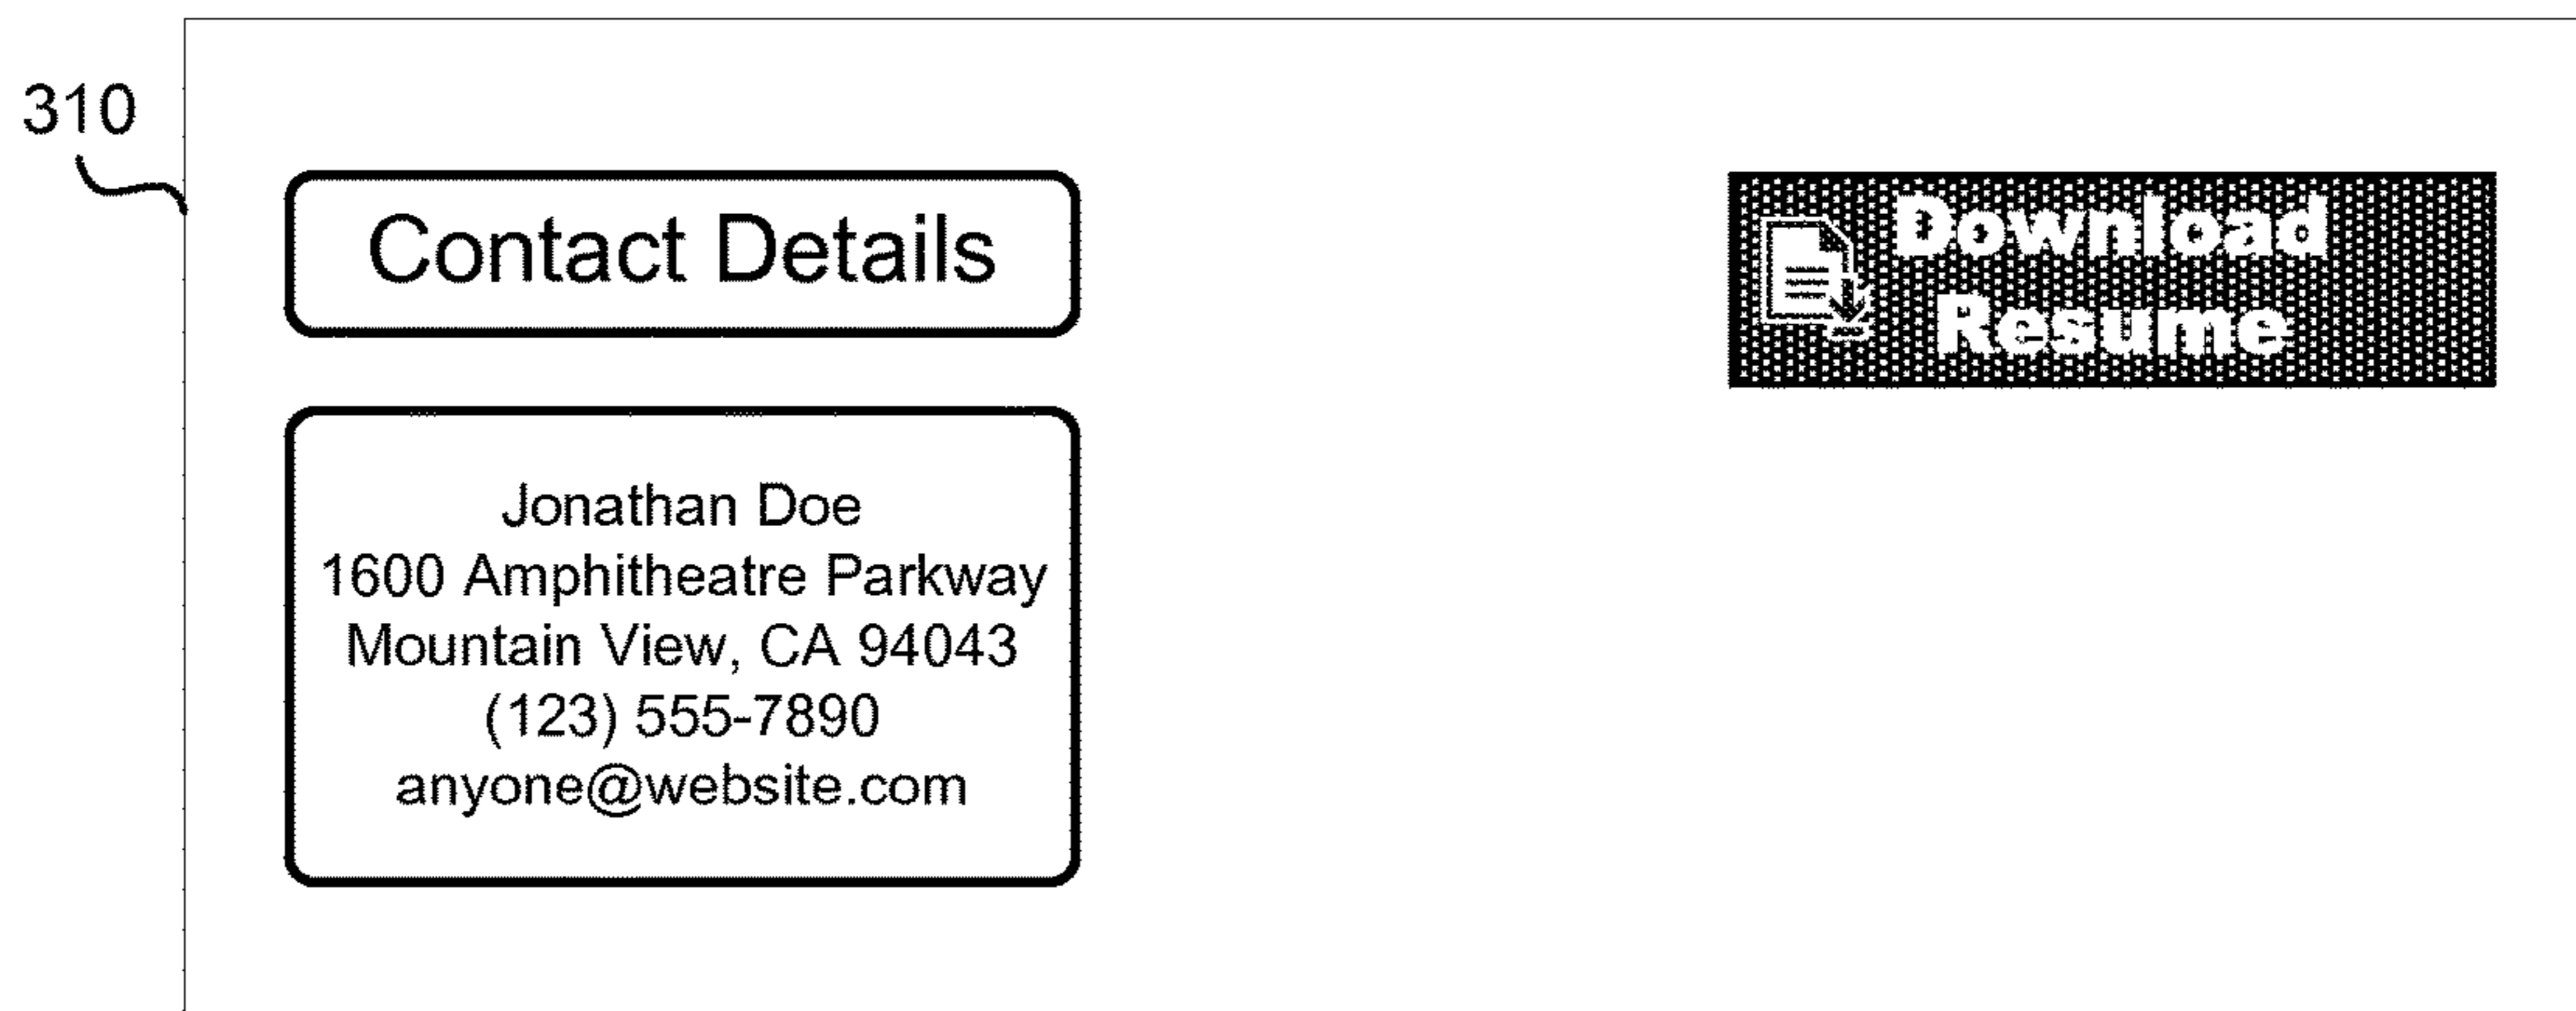 310
Contact Details
Download
Resume
Jonathan Doe
1600 Amphitheatre Parkway
Mountain View, CA 94043
(123) 555-7890
anyone@website.com